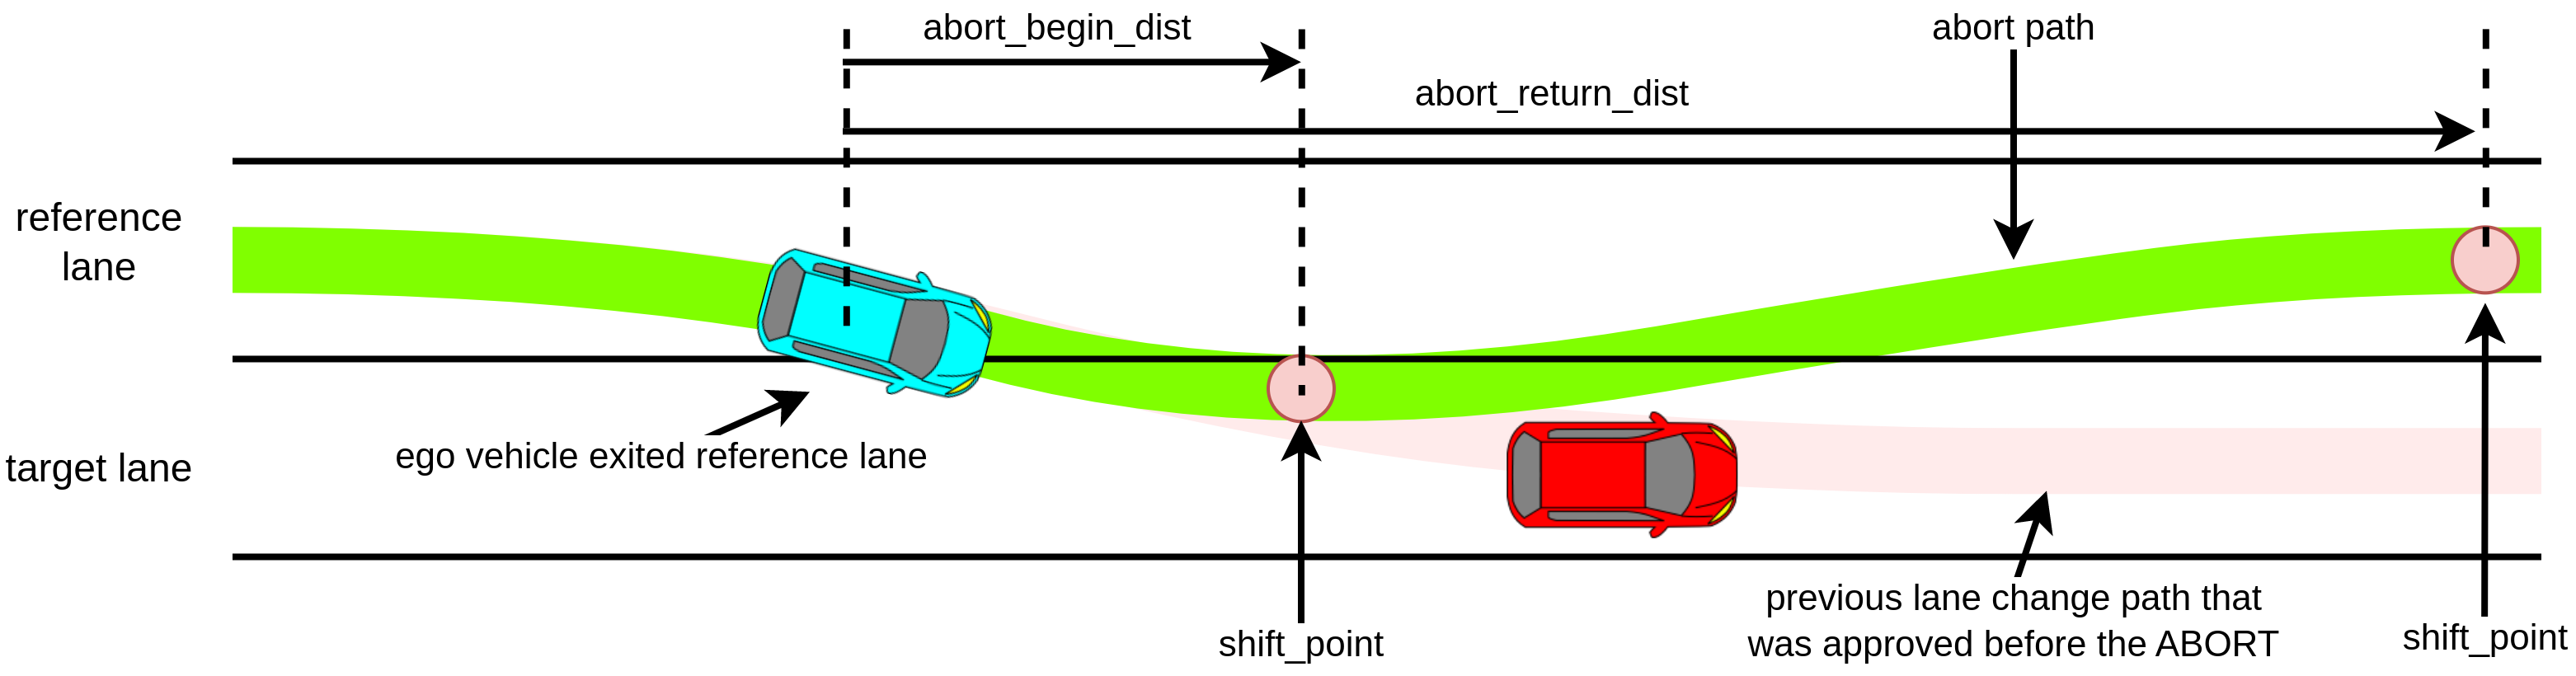 abort_begin_dist
abort path
abort_return_dist
reference
lane
ego vehicle exited reference lane
target lane
previous lane change path that
was approved before the ABORT
shift_point
shift_point